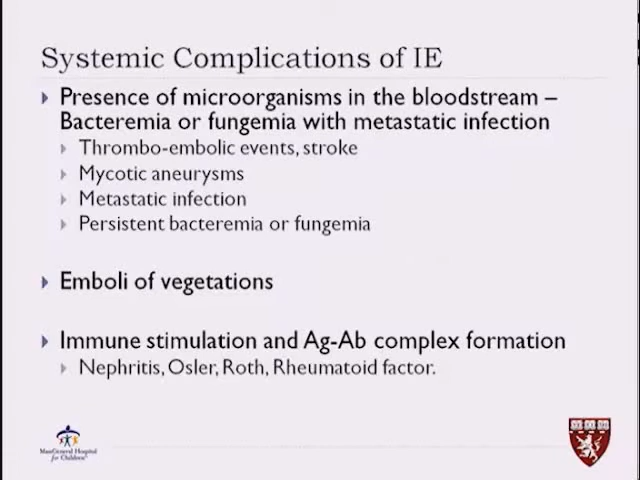 Systemic Complications of IE
Presence of microorganisms in the bloodstream –
Bacteremia or fungemia with metastatic infection
Thrombo-embolic events, stroke
Mycotic aneurysms
Metastatic infection
Persistent bacteremia or fungemia
Emboli of vegetations
Immune stimulation and Ag-Ab complex formation
Nephritis, Osler, Roth, Rheumatoid factor.
MassGeneral Hospital
for Children